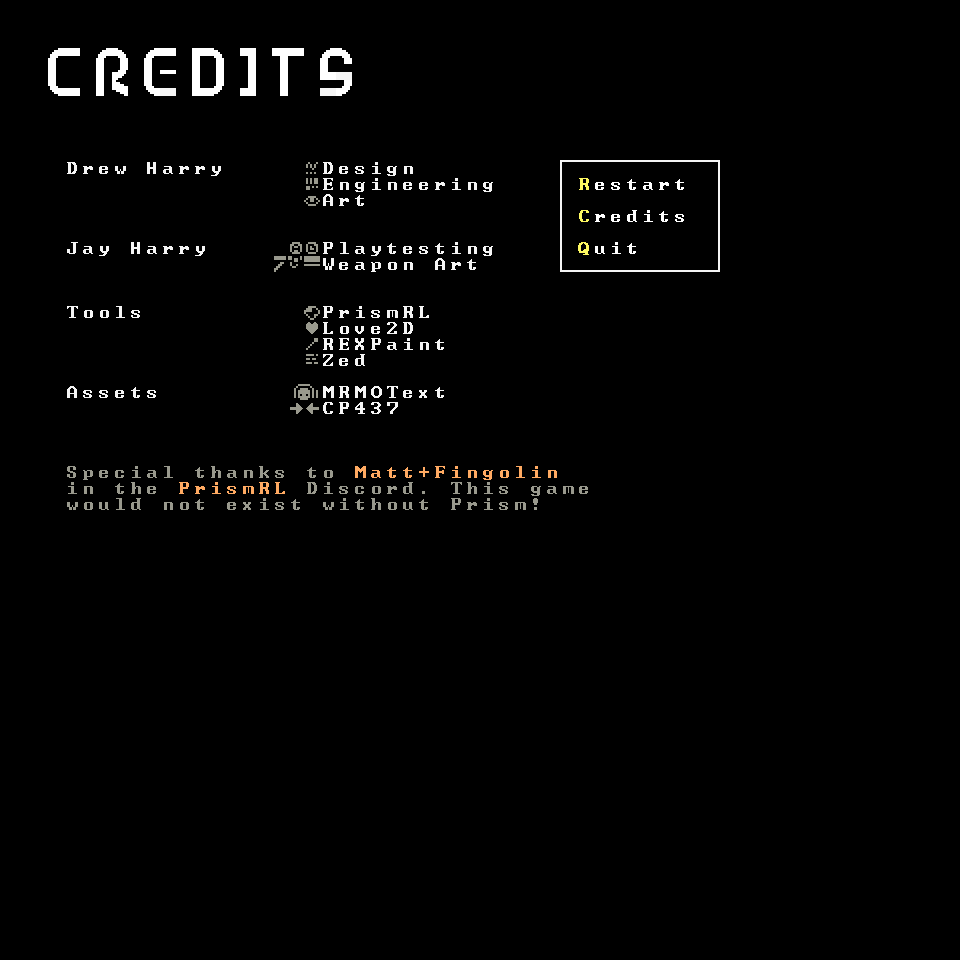 CREDITS
Drew Harry
Design
Engineering
Art
Jay Harry
Playtesting
Weapon Art
Tools
PrismRL
Love2D
REXPaint
Zed
Assets
MRMOText
CP437
Restart
Credits
Quit
Special thanks to Matt+Fingolin
in the PrismRL Discord. This game
would not exist without Prism!